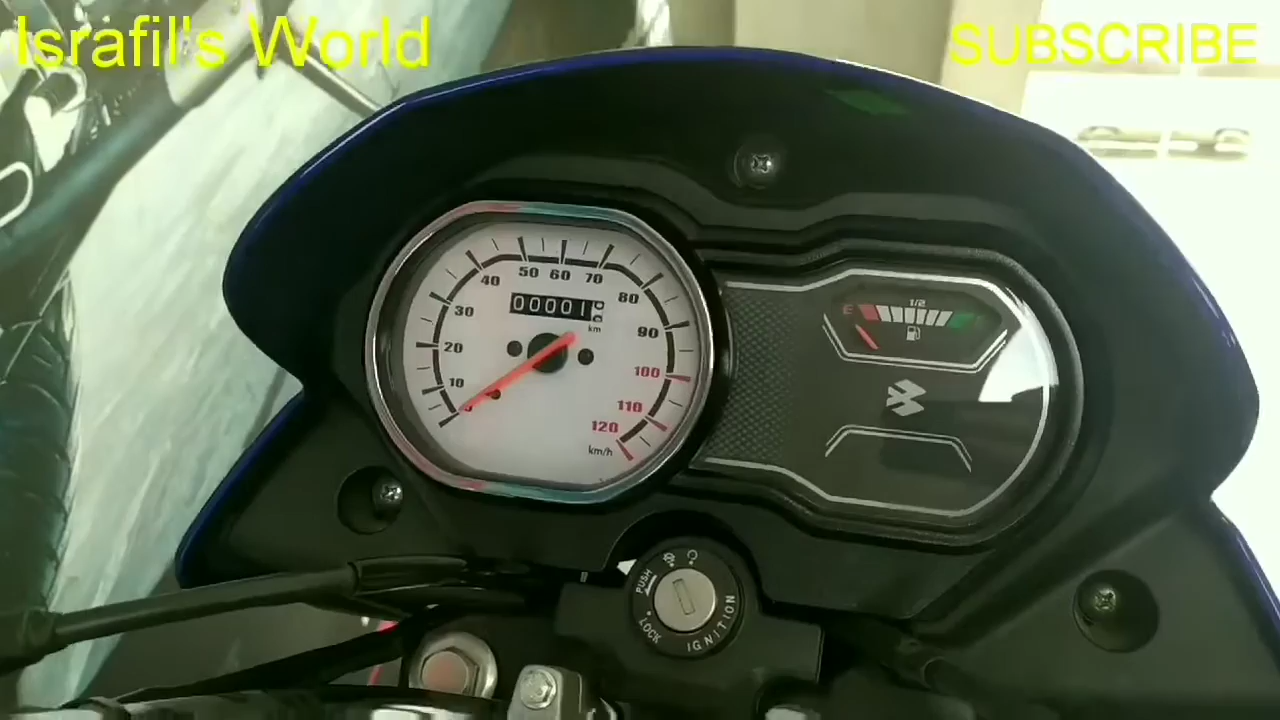 Israfil's World
SUBSCRIBE
10
20
30
40
50
60
70
80
90
100
110
120
km/h
00001
km
E
1/2
PUSH
LOCK
IGNITION